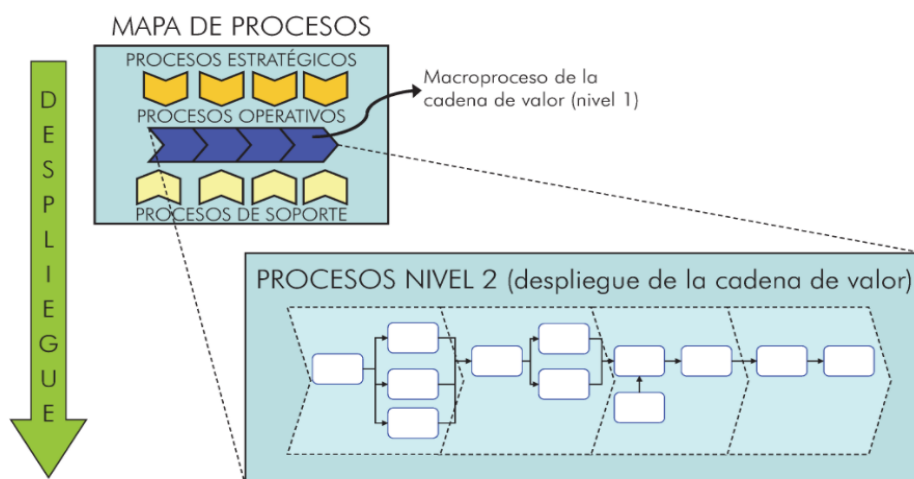 MAPA DE PROCESOS
PROCESOS ESTRATÉGICOS
Macroproceso de la
cadena de valor (nivel 1)
PROCESOS OPERATIVOS
PROCESOS DE SOPORTE
DESPLIEGUE
PROCESOS NIVEL 2 (despliegue de la cadena de valor)